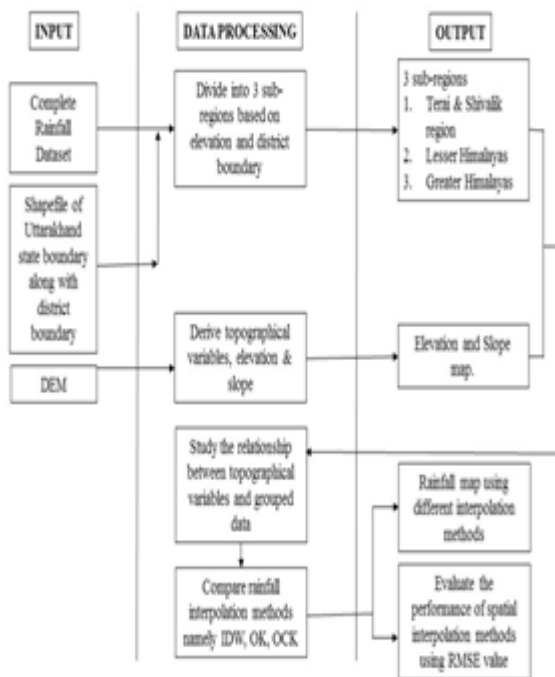 INPUT
DATA PROCESSING
OUTPUT
Complete
Rainfall
Dataset
Divide into 3 sub-
regions based on
elevation and district
boundary
3 sub-regions
1. Terai & Shivalik
region
2. Lesser Himalayas
3. Greater Himalayas
Shapefile of
Uttarakhand
state boundary
along with
district
boundary
DEM
Derive topographical
variables, elevation &
slope
Elevation and Slope
map.
Study the relationship
between topographical
variables and grouped
data
Rainfall map using
different interpolation
methods
Compare rainfall
interpolation methods
namely IDW, OK, OCK
Evaluate the
performance of spatial
interpolation methods
using RMSE value